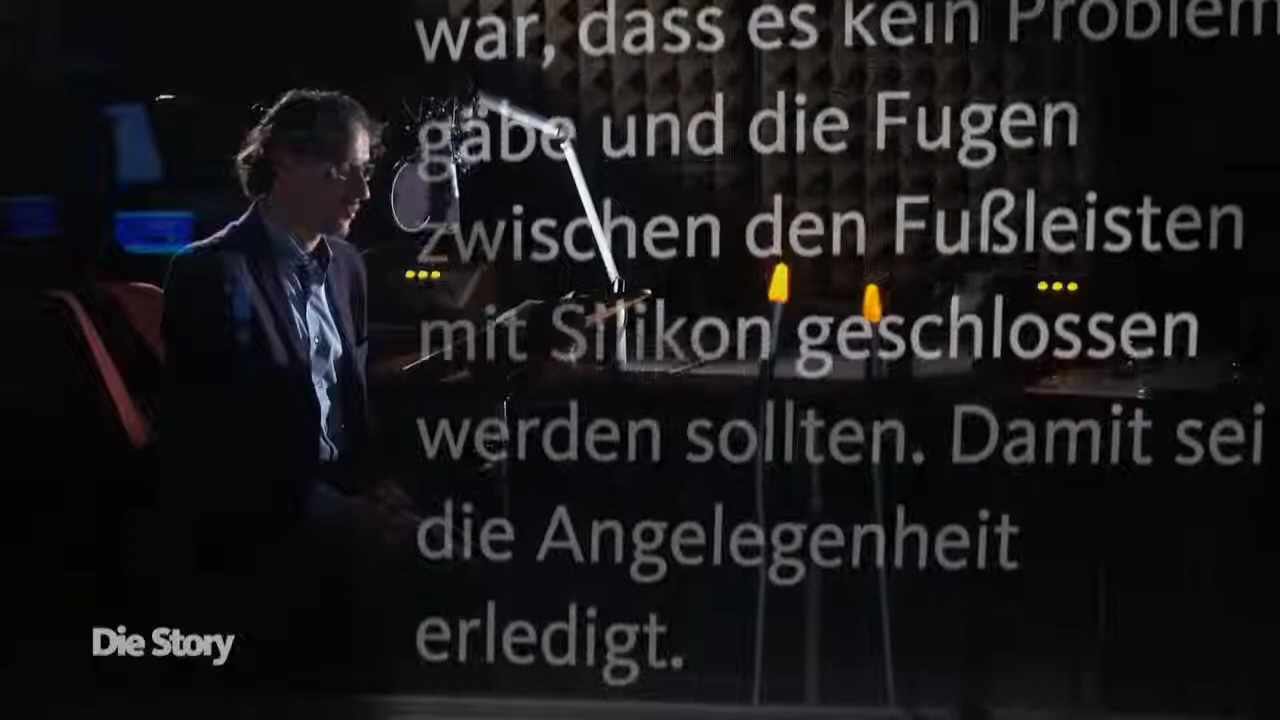 war, dass es kein Problem
gäbe und die Fugen
zwischen den Fußleisten
mit Silikon geschlossen
werden sollten. Damit sei
die Angelegenheit
erledigt.
Die Story